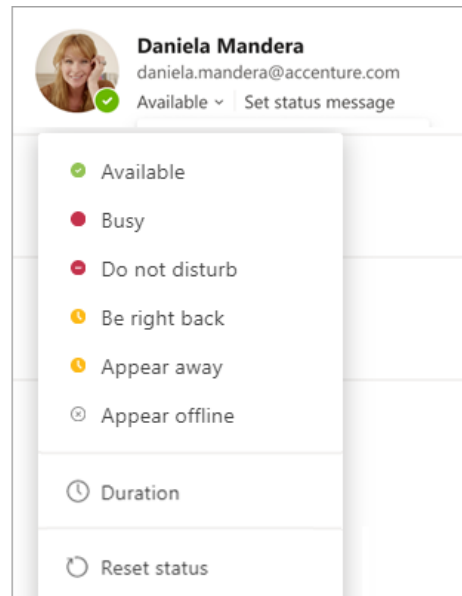 Daniela Mandera
daniela.mandera@accenture.com
Available Set status message
Available
Busy
Do not disturb
Be right back
Appear away
Appear offline
Duration
Reset status